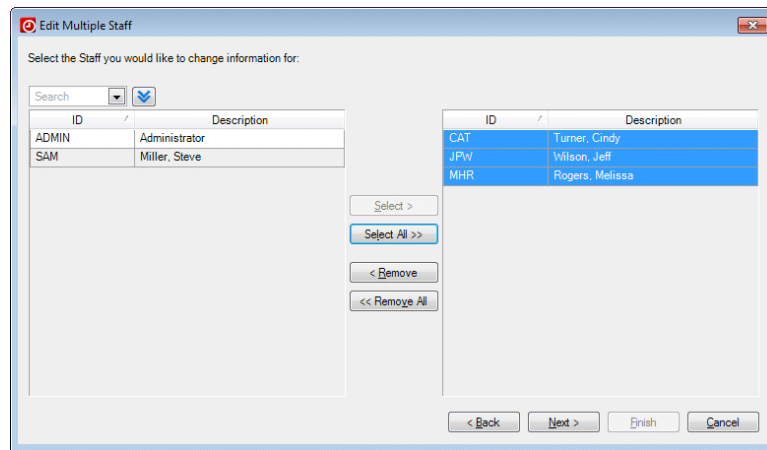 Edit Multiple Staff
Select the Staff you would like to change information for:
Search
ID Description
ADMIN Administrator
SAM Miller, Steve
Select >
Select All >>
< Remove
<< Remove All
ID Description
CAT Turner, Cindy
JPW Wilson, Jeff
MHR Rogers, Melissa
< Back Next > Finish Cancel